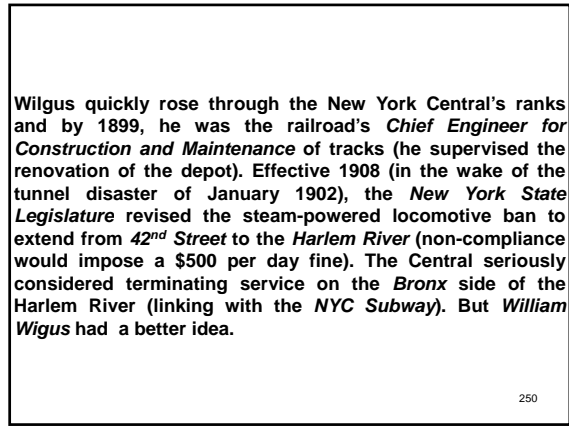 Wilgus quickly rose through the New York Central's ranks
and by 1899, he was the railroad's Chief Engineer for
Construction and Maintenance of tracks (he supervised the
renovation of the depot). Effective 1908 (in the wake of the
tunnel disaster of January 1902), the New York State
Legislature revised the steam-powered locomotive ban to
extend from 42nd Street to the Harlem River (non-compliance
would impose a $500 per day fine). The Central seriously
considered terminating service on the Bronx side of the
Harlem River (linking with the NYC Subway). But William
Wigus had a better idea.
250